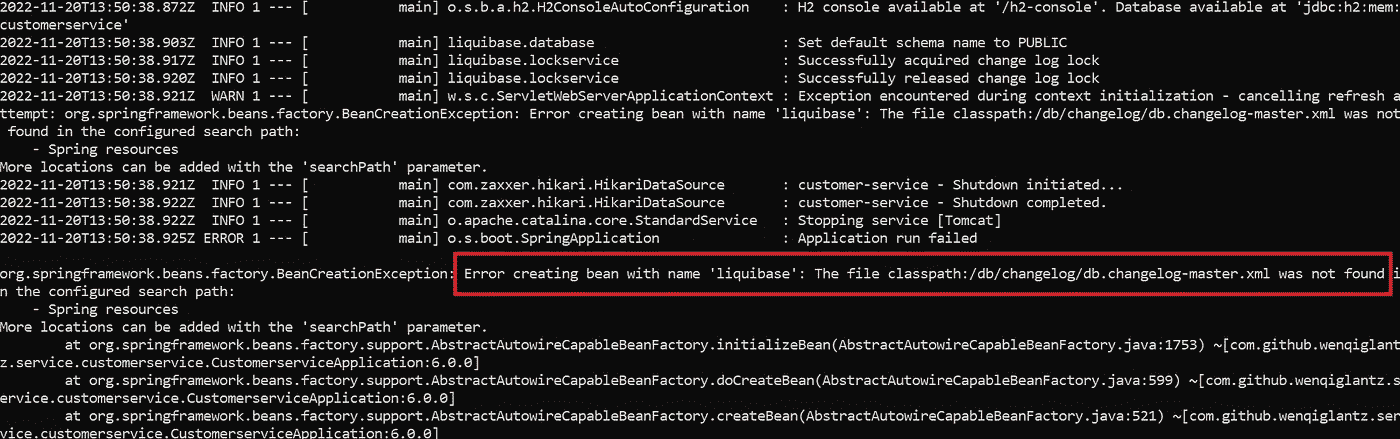 2022-11-20T13:50:38.872Z  INFO 1 --- [           main] o.s.b.a.h2.H2ConsoleAutoConfiguration    : H2 console available at '/h2-console'. Database available at 'jdbc:h2:mem:
customerservice'
2022-11-20T13:50:38.903Z  INFO 1 --- [           main] liquibase.database                       : Set default schema name to PUBLIC
2022-11-20T13:50:38.917Z  INFO 1 --- [           main] liquibase.lockservice                    : Successfully acquired change log lock
2022-11-20T13:50:38.920Z  INFO 1 --- [           main] liquibase.lockservice                    : Successfully released change log lock
2022-11-20T13:50:38.921Z  WARN 1 --- [           main] w.s.c.ServletWebServerApplicationContext : Exception encountered during context initialization - cancelling refresh a
ttempt: org.springframework.beans.factory.BeanCreationException: Error creating bean with name 'liquibase': The file classpath:/db/changelog/db.changelog-master.xml was not
 found in the configured search path:
    - Spring resources
More locations can be added with the 'searchPath' parameter.
2022-11-20T13:50:38.921Z  INFO 1 --- [           main] com.zaxxer.hikari.HikariDataSource       : customer-service - Shutdown initiated...
2022-11-20T13:50:38.922Z  INFO 1 --- [           main] com.zaxxer.hikari.HikariDataSource       : customer-service - Shutdown completed.
2022-11-20T13:50:38.922Z  INFO 1 --- [           main] o.apache.catalina.core.StandardService   : Stopping service [Tomcat]
2022-11-20T13:50:38.925Z ERROR 1 --- [           main] o.s.boot.SpringApplication               : Application run failed
org.springframework.beans.factory.BeanCreationException: Error creating bean with name 'liquibase': The file classpath:/db/changelog/db.changelog-master.xml was not found i
n the configured search path:
    - Spring resources
More locations can be added with the 'searchPath' parameter.
        at org.springframework.beans.factory.support.AbstractAutowireCapableBeanFactory.initializeBean(AbstractAutowireCapableBeanFactory.java:1753) ~[com.github.wenqiglant
z.service.customerservice.CustomerserviceApplication:6.0.0]
        at org.springframework.beans.factory.support.AbstractAutowireCapableBeanFactory.doCreateBean(AbstractAutowireCapableBeanFactory.java:599) ~[com.github.wenqiglantz.s
ervice.customerservice.CustomerserviceApplication:6.0.0]
        at org.springframework.beans.factory.support.AbstractAutowireCapableBeanFactory.createBean(AbstractAutowireCapableBeanFactory.java:521) ~[com.github.wenqiglantz.ser
vice.customerservice.CustomerserviceApplication:6.0.0]